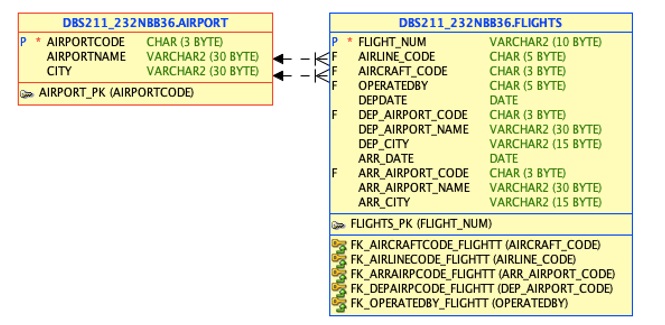 DBS211_232NBB36.AIRPORT
P * AIRPORTCODE CHAR (3 BYTE)
AIRPORTNAME VARCHAR2 (30 BYTE)
CITY VARCHAR2 (30 BYTE)
AIRPORT_PK (AIRPORTCODE)
DBS211_232NBB36.FLIGHTS
P * FLIGHT_NUM VARCHAR2 (10 BYTE)
F AIRLINE_CODE CHAR (5 BYTE)
F AIRCRAFT_CODE CHAR (3 BYTE)
F OPERATEDBY CHAR (5 BYTE)
DEPDATE DATE
F DEP_AIRPORT_CODE CHAR (3 BYTE)
DEP_AIRPORT_NAME VARCHAR2 (30 BYTE)
DEP_CITY VARCHAR2 (15 BYTE)
ARR_DATE DATE
F ARR_AIRPORT_CODE CHAR (3 BYTE)
ARR_AIRPORT_NAME VARCHAR2 (30 BYTE)
ARR_CITY VARCHAR2 (15 BYTE)
FLIGHTS_PK (FLIGHT_NUM)
FK_AIRCRAFTCODE_FLIGHTT (AIRCRAFT_CODE)
FK_AIRLINECODE_FLIGHTT (AIRLINE_CODE)
FK_ARRAIRPCODE_FLIGHTT (ARR_AIRPORT_CODE)
FK_DEPAIRPCODE_FLIGHTT (DEP_AIRPORT_CODE)
FK_OPERATEDBY_FLIGHTT (OPERATEDBY)